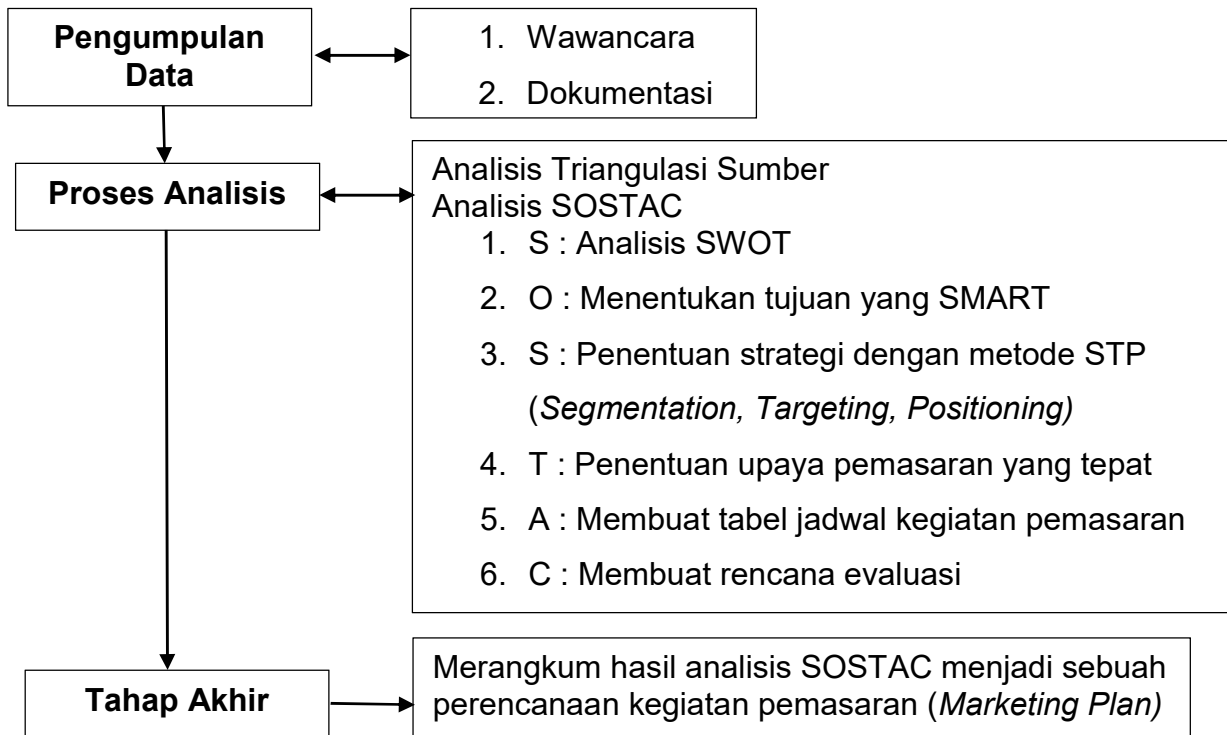 Pengumpulan
Data
1. Wawancara
2. Dokumentasi
Proses Analisis
Analisis Triangulasi Sumber
Analisis SOSTAC
1. S : Analisis SWOT
2. O : Menentukan tujuan yang SMART
3. S : Penentuan strategi dengan metode STP
(Segmentation, Targeting, Positioning)
4. T : Penentuan upaya pemasaran yang tepat
5. A : Membuat tabel jadwal kegiatan pemasaran
6. C : Membuat rencana evaluasi
Tahap Akhir
Merangkum hasil analisis SOSTAC menjadi sebuah
perencanaan kegiatan pemasaran (Marketing Plan)